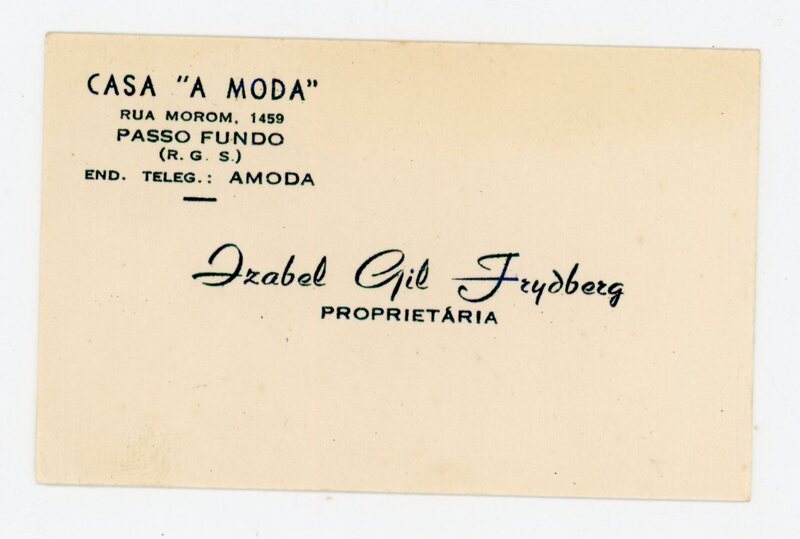 CASA "A MODA"
RUA MOROM, 1459
PASSO FUNDO
(R. G. S.)
END. TELEG.: AMODA
Izabel Gil Frydberg
PROPRIETÁRIA